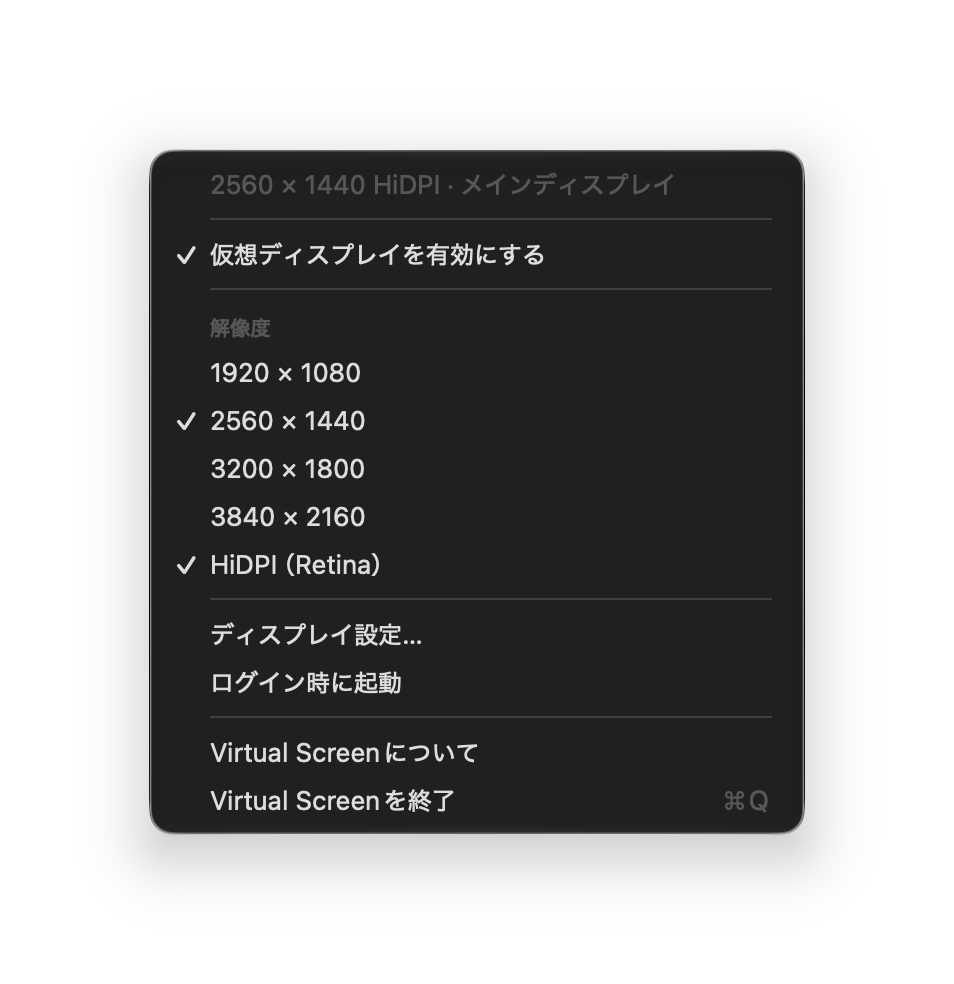 2560 × 1440 HiDPI · メインディスプレイ
仮想ディスプレイを有効にする
解像度
1920 × 1080
2560 × 1440
3200 × 1800
3840 × 2160
HiDPI (Retina)
ディスプレイ設定...
ログイン時に起動
Virtual Screenについて
Virtual Screenを終了 ⌘Q